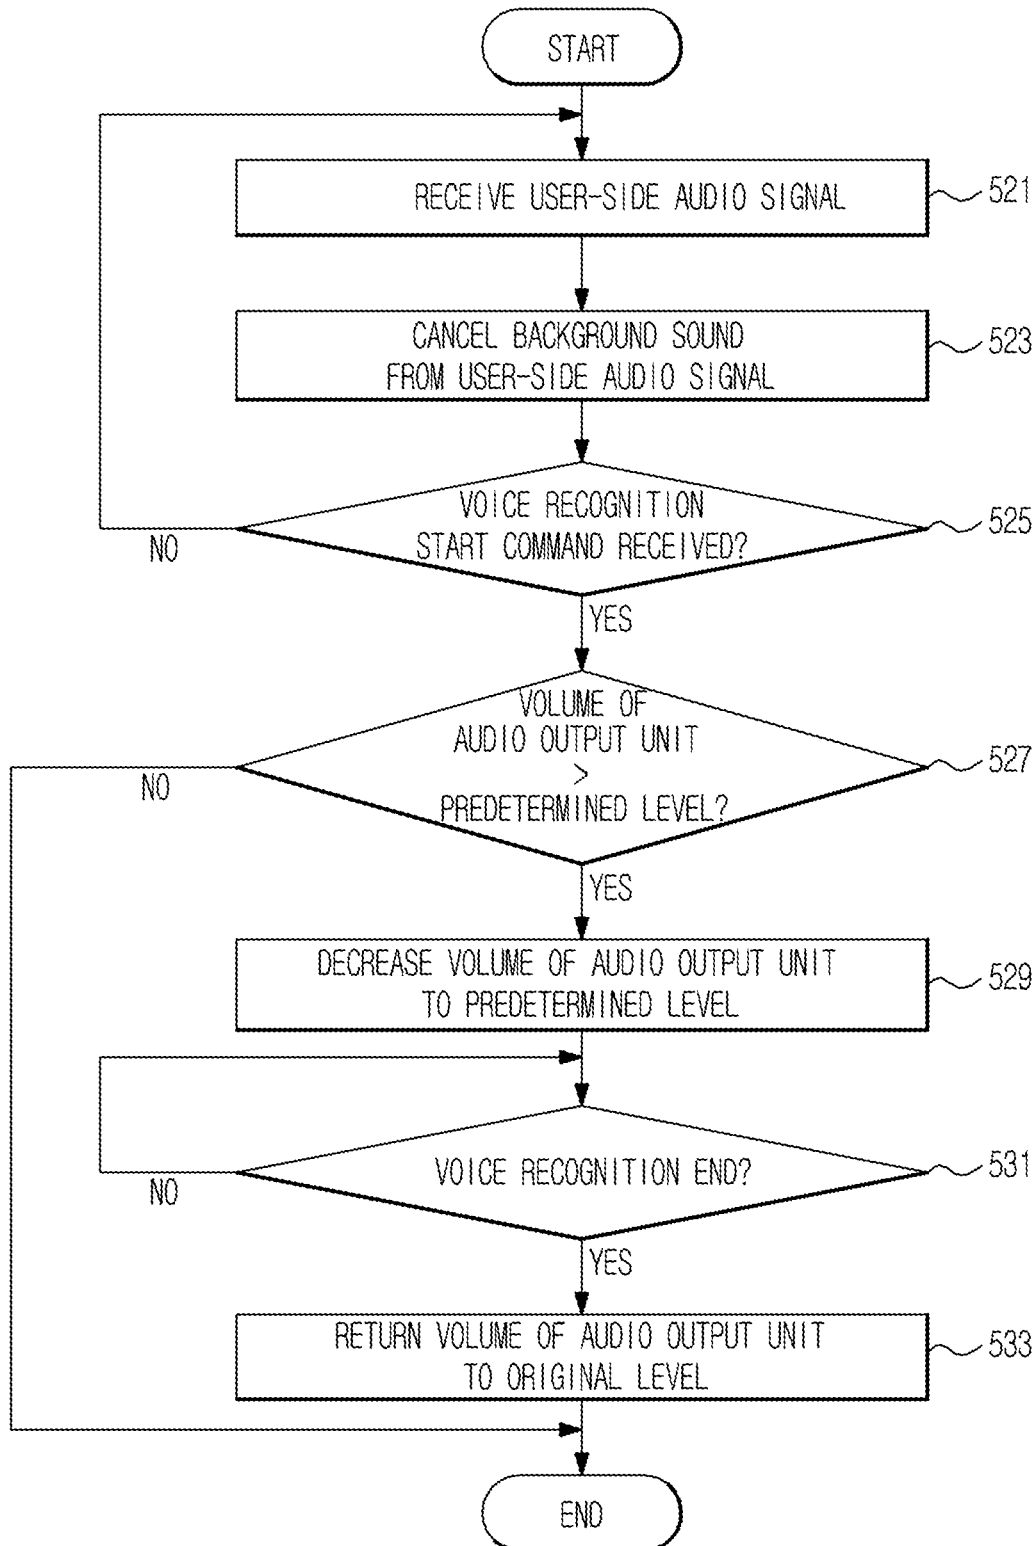 START
RECEIVE USER-SIDE AUDIO SIGNAL
521
CANCEL BACKGROUND SOUND
FROM USER-SIDE AUDIO SIGNAL
523
VOICE RECOGNITION
START COMMAND RECEIVED?
525
NO
YES
VOLUME OF
AUDIO OUTPUT UNIT
>
PREDETERMINED LEVEL?
527
NO
YES
DECREASE VOLUME OF AUDIO OUTPUT UNIT
TO PREDETERMINED LEVEL
529
VOICE RECOGNITION END?
531
NO
YES
RETURN VOLUME OF AUDIO OUTPUT UNIT
TO ORIGINAL LEVEL
533
END